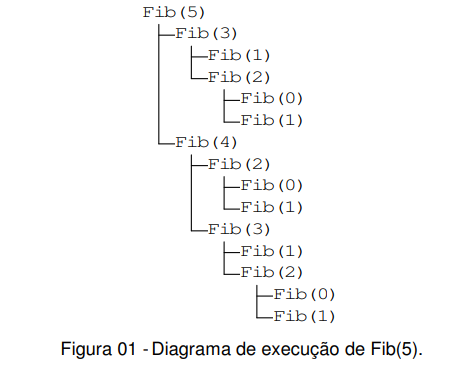 Fib(5)
Fib(3)
Fib(1)
Fib(2)
Fib(0)
Fib(1)
Fib(4)
Fib(2)
Fib(0)
Fib(1)
Fib(3)
Fib(1)
Fib(2)
Fib(0)
Fib(1)
Figura 01 - Diagrama de execução de Fib(5).